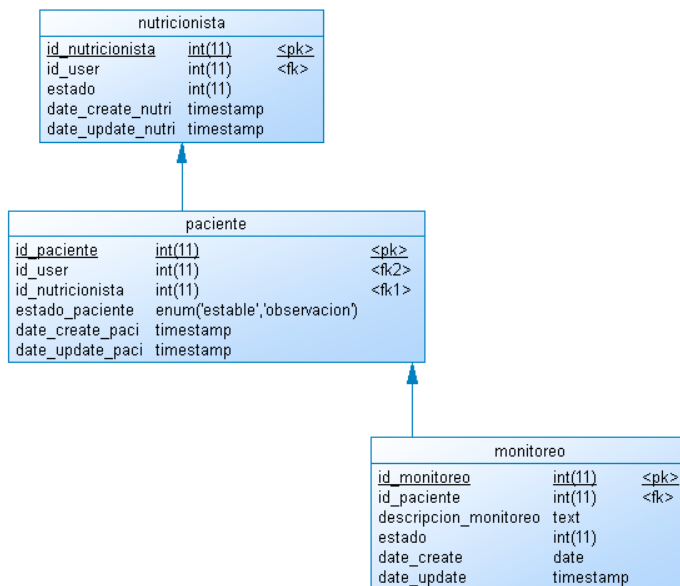 nutricionista
id_nutricionista int(11) <pk>
id_user int(11) <fk>
estado int(11)
date_create_nutri timestamp
date_update_nutri timestamp
paciente
id_paciente int(11) <pk>
id_user int(11) <fk2>
id_nutricionista int(11) <fk1>
estado_paciente enum('estable','observacion')
date_create_paci timestamp
date_update_paci timestamp
monitoreo
id_monitoreo int(11) <pk>
id_paciente int(11) <fk>
descripcion_monitoreo text
estado int(11)
date_create date
date_update timestamp